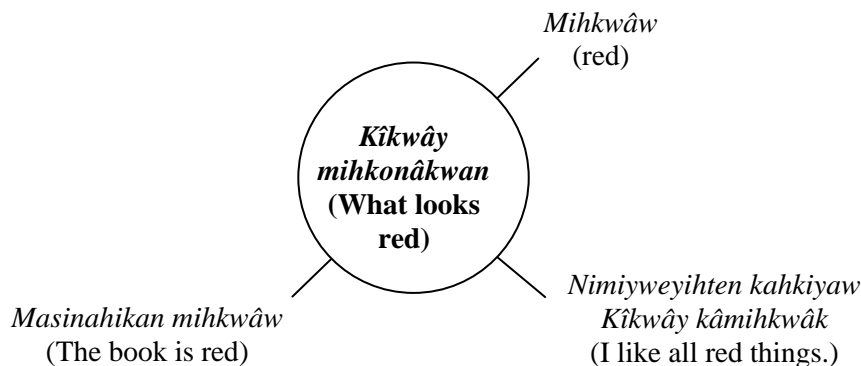 Mihkwâw
(red)
Kîkwây
mihkonâkwan
(What looks
red)
Masinahikan mihkwâw
(The book is red)
Nimiyweyihten kahkiyaw
Kîkwây kâmihkwâk
(I like all red things.)